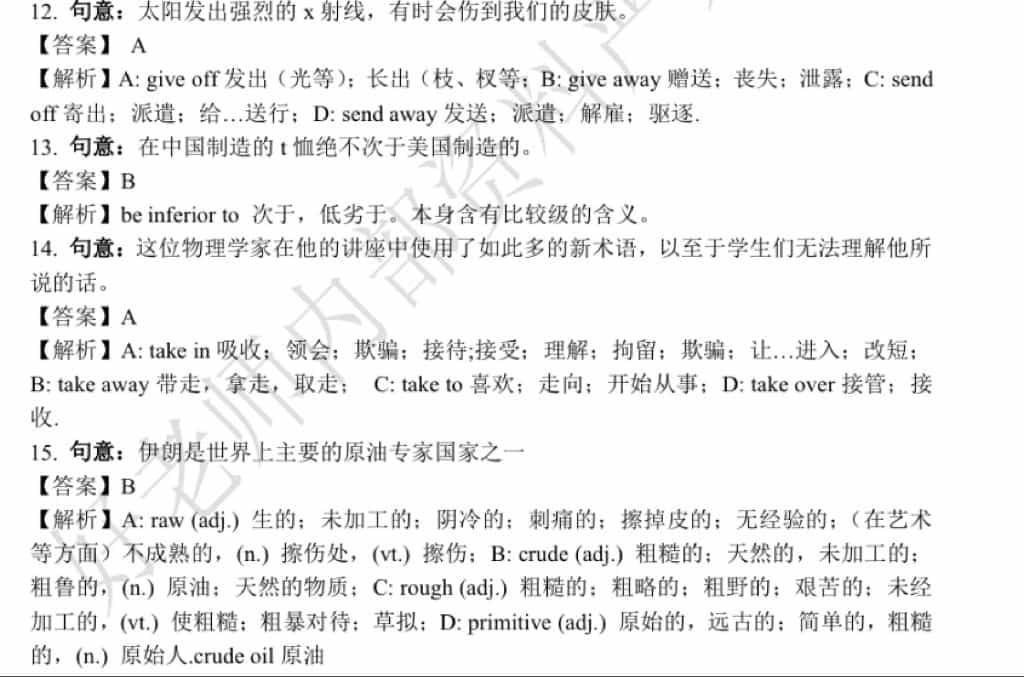 12. 句意：太阳发出强烈的 x 射线，有时会伤到我们的皮肤。
【答案】 A
【解析】A: give off 发出（光等）；长出（枝、杈等；B: give away 赠送；丧失；泄露；C: send
off 寄出；派遣；给…送行；D: send away 发送；派遣；解雇；驱逐.
13. 句意：在中国制造的 t 恤绝不次于美国制造的。
【答案】B
【解析】be inferior to 次于，低劣于。本身含有比较级的含义。
14. 句意：这位物理学家在他的讲座中使用了如此多的新术语，以至于学生们无法理解他所
说的话。
【答案】A
【解析】A: take in 吸收；领会；欺骗；接待;接受；理解；拘留；欺骗；让…进入；改短；
B: take away 带走，拿走，取走； C: take to 喜欢；走向；开始从事；D: take over 接管；接
收.
15. 句意：伊朗是世界上主要的原油专家国家之一
【答案】B
【解析】A: raw (adj.) 生的；未加工的；阴冷的；刺痛的；擦掉皮的；无经验的；（在艺术
等方面）不成熟的，(n.) 擦伤处，(vt.) 擦伤；B: crude (adj.) 粗糙的；天然的，未加工的；
粗鲁的，(n.) 原油；天然的物质；C: rough (adj.) 粗糙的；粗略的；粗野的；艰苦的；未经
加工的，(vt.) 使粗糙；粗暴对待；草拟；D: primitive (adj.) 原始的，远古的；简单的，粗糙
的，(n.) 原始人.crude oil 原油
好老师内部资料严